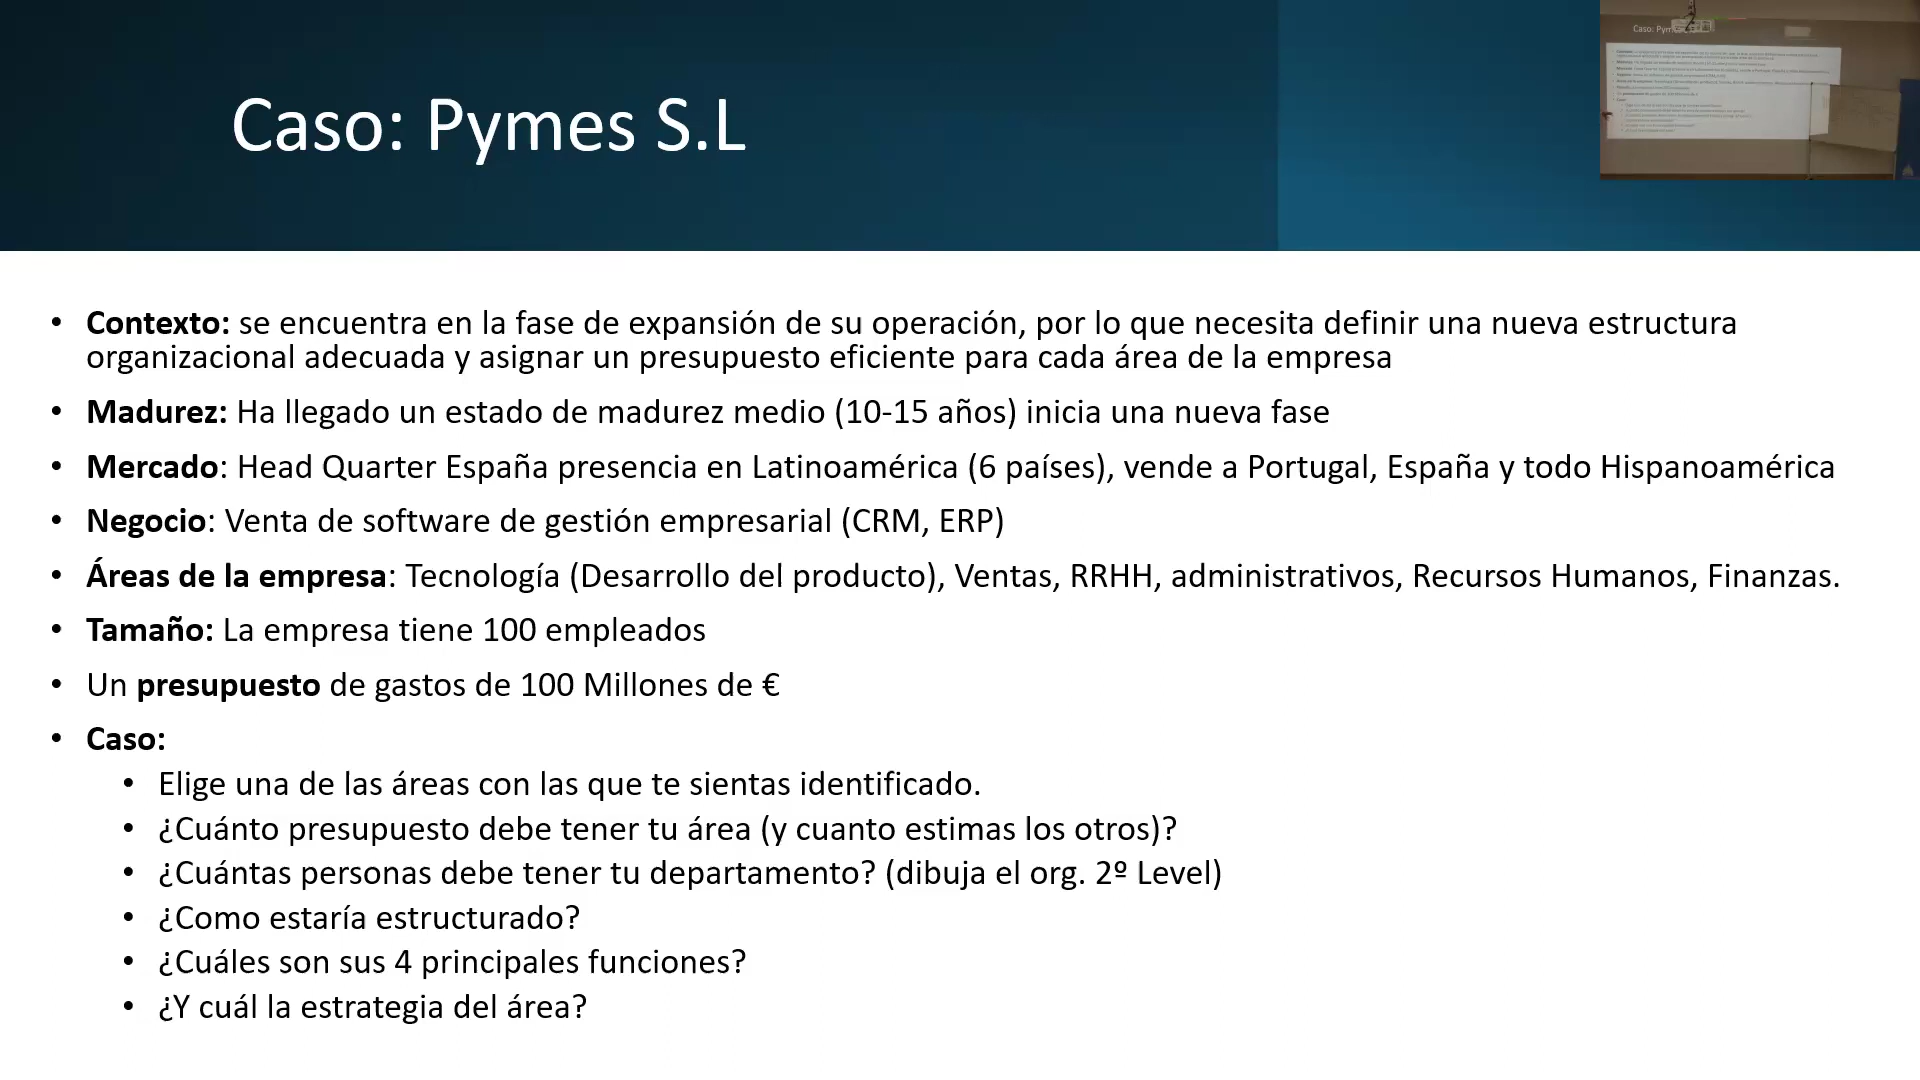 Caso: Pymes S.L
• Contexto: se encuentra en la fase de expansión de su operación, por lo que necesita definir una nueva estructura
organizacional adecuada y asignar un presupuesto eficiente para cada área de la empresa
• Madurez: Ha llegado un estado de madurez medio (10-15 años) inicia una nueva fase
• Mercado: Head Quarter España presencia en Latinoamérica (6 países), vende a Portugal, España y todo Hispanoamérica
• Negocio: Venta de software de gestión empresarial (CRM, ERP)
• Áreas de la empresa: Tecnología (Desarrollo del producto), Ventas, RRHH, administrativos, Recursos Humanos, Finanzas.
• Tamaño: La empresa tiene 100 empleados
• Un presupuesto de gastos de 100 Millones de €
• Caso:
• Elige una de las áreas con las que te sientas identificado.
• ¿Cuánto presupuesto debe tener tu área (y cuanto estimas los otros)?
• ¿Cuántas personas debe tener tu departamento? (dibuja el org. 2º Level)
• ¿Como estaría estructurado?
• ¿Cuáles son sus 4 principales funciones?
• ¿Y cuál la estrategia del área?